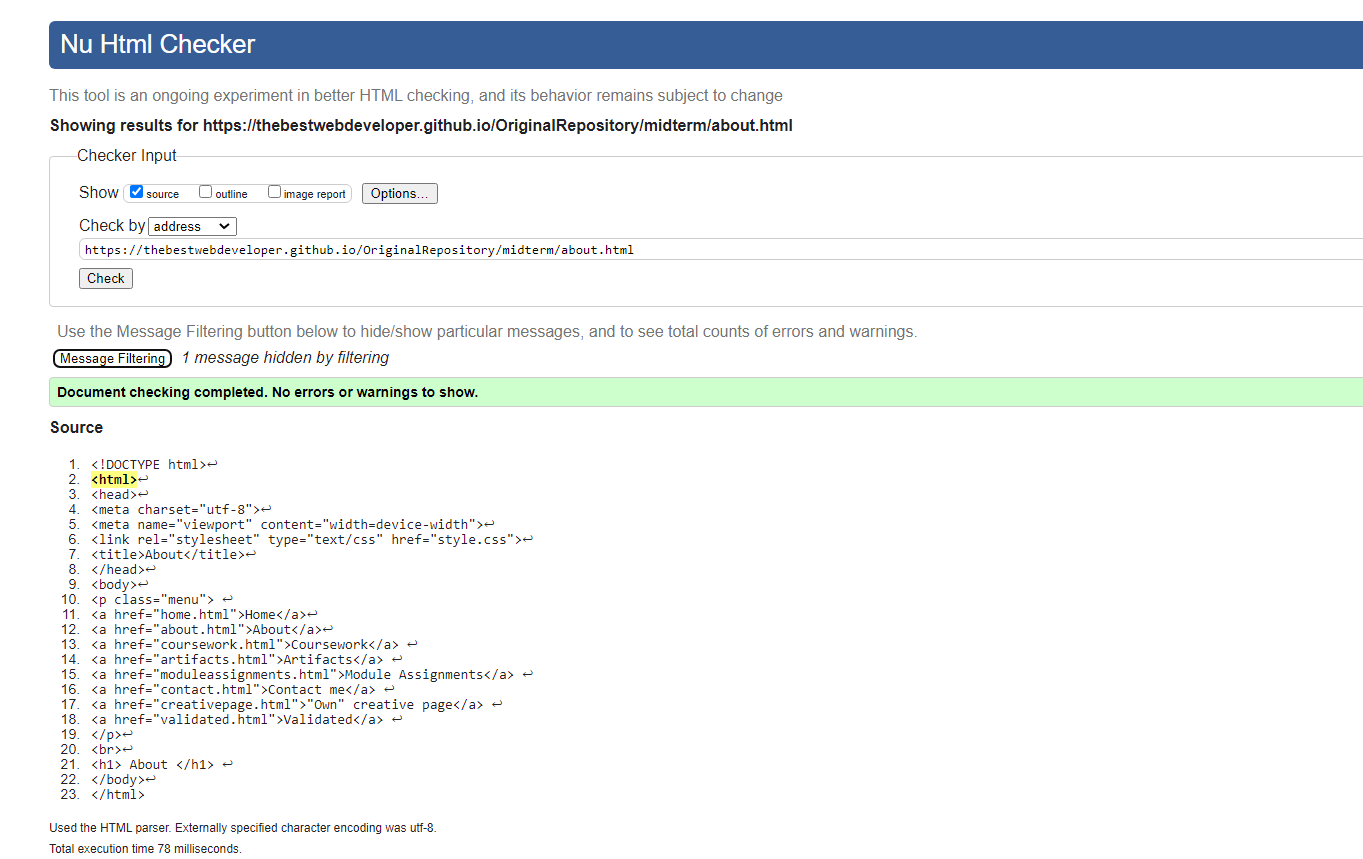 Nu Html Checker
This tool is an ongoing experiment in better HTML checking, and its behavior remains subject to change
Showing results for https://thebestwebdeveloper.github.io/OriginalRepository/midterm/about.html
Checker Input
Show source outline image report Options...
Check by address
https://thebestwebdeveloper.github.io/OriginalRepository/midterm/about.html
Check
Use the Message Filtering button below to hide/show particular messages, and to see total counts of errors and warnings.
Message Filtering 1 message hidden by filtering
Document checking completed. No errors or warnings to show.
Source
1. <!DOCTYPE html>↩
2. <html>↩
3. <head>↩
4. <meta charset="utf-8">↩
5. <meta name="viewport" content="width=device-width">↩
6. <link rel="stylesheet" type="text/css" href="style.css">↩
7. <title>About</title>↩
8. </head>↩
9. <body>↩
10. <p class="menu"> ↩
11. <a href="home.html">Home</a>↩
12. <a href="about.html">About</a>↩
13. <a href="coursework.html">Coursework</a> ↩
14. <a href="artifacts.html">Artifacts</a> ↩
15. <a href="moduleassignments.html">Module Assignments</a> ↩
16. <a href="contact.html">Contact me</a> ↩
17. <a href="creativepage.html">"Own" creative page</a> ↩
18. <a href="validated.html">Validated</a> ↩
19. </p>↩
20. <br>↩
21. <h1> About </h1> ↩
22. </body>↩
23. </html>
Used the HTML parser. Externally specified character encoding was utf-8.
Total execution time 78 milliseconds.